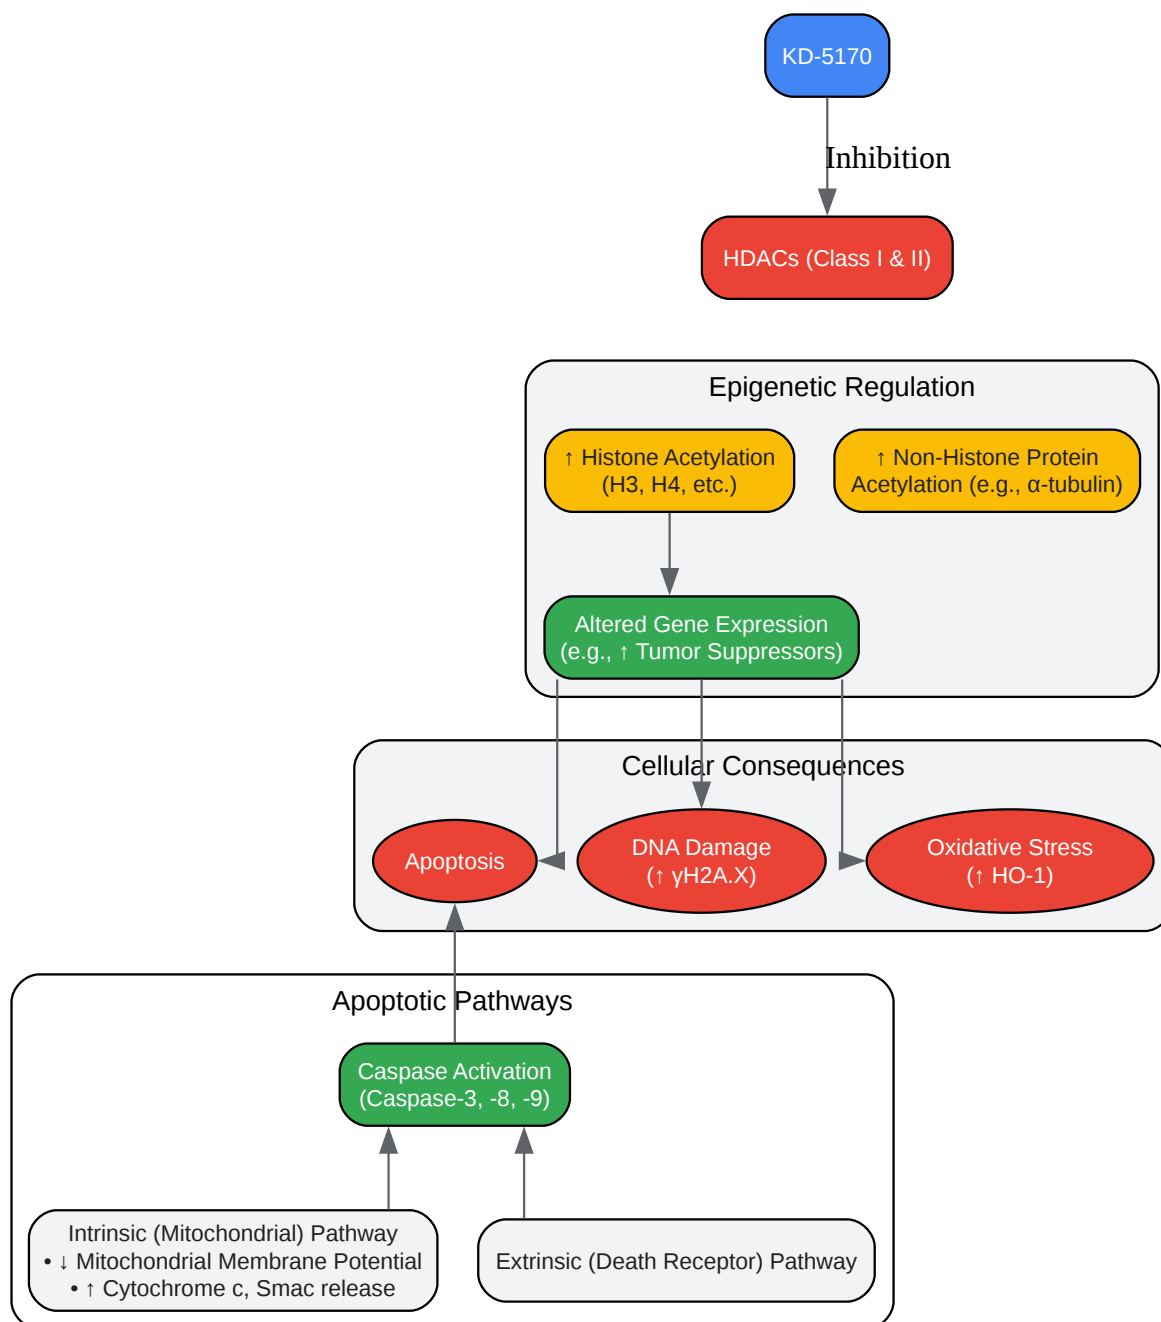 KD-5170
Inhibition
HDACs (Class I & II)
Epigenetic Regulation
↑ Histone Acetylation
(H3, H4, etc.)
↑ Non-Histone Protein
Acetylation (e.g., α-tubulin)
Altered Gene Expression
(e.g., ↑ Tumor Suppressors)
Cellular Consequences
Apoptosis
DNA Damage
(↑ γH2A.X)
Oxidative Stress
(↑ HO-1)
Apoptotic Pathways
Caspase Activation
(Caspase-3, -8, -9)
Intrinsic (Mitochondrial) Pathway
• ↓ Mitochondrial Membrane Potential
• ↑ Cytochrome c, Smac release
Extrinsic (Death Receptor) Pathway